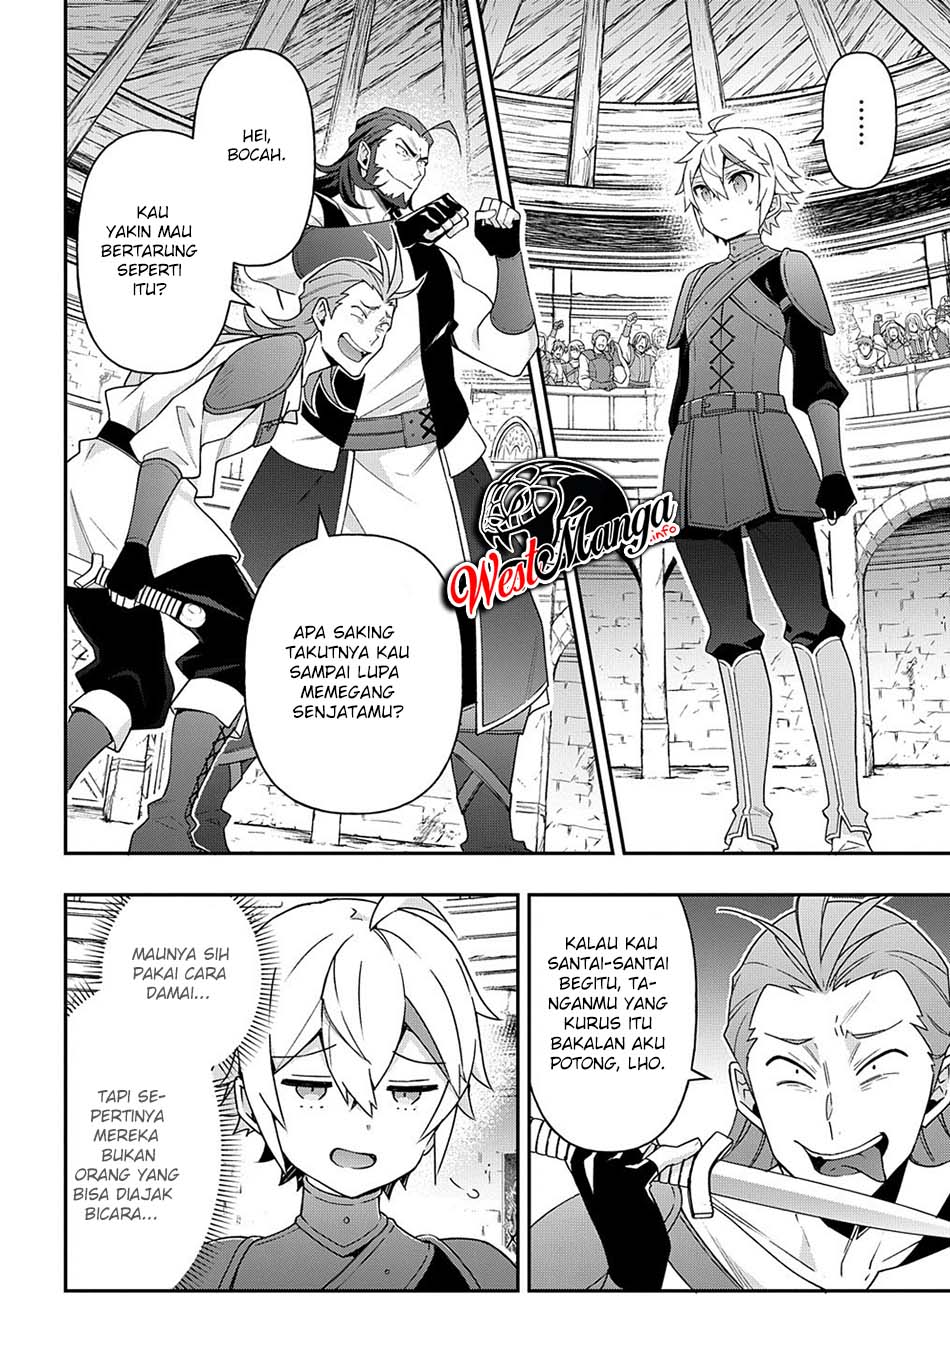 .......
HEI,
BOCAH.
KAU
YAKIN MAU
BERTARUNG
SEPERTI
ITU?
APA SAKING
TAKUTNYA KAU
SAMPAI LUPA
MEMEGANG
SENJATAMU?
WestManga
.info
KALAU KAU
SANTAI-SANTAI
BEGITU, TA-
NGANMU YANG
KURUS ITU
BAKALAN AKU
POTONG, LHO.
MAUNYA SIH
PAKAI CARA
DAMAI...
TAPI SE-
PERTINYA
MEREKA
BUKAN
ORANG YANG
BISA DIAJAK
BICARA...